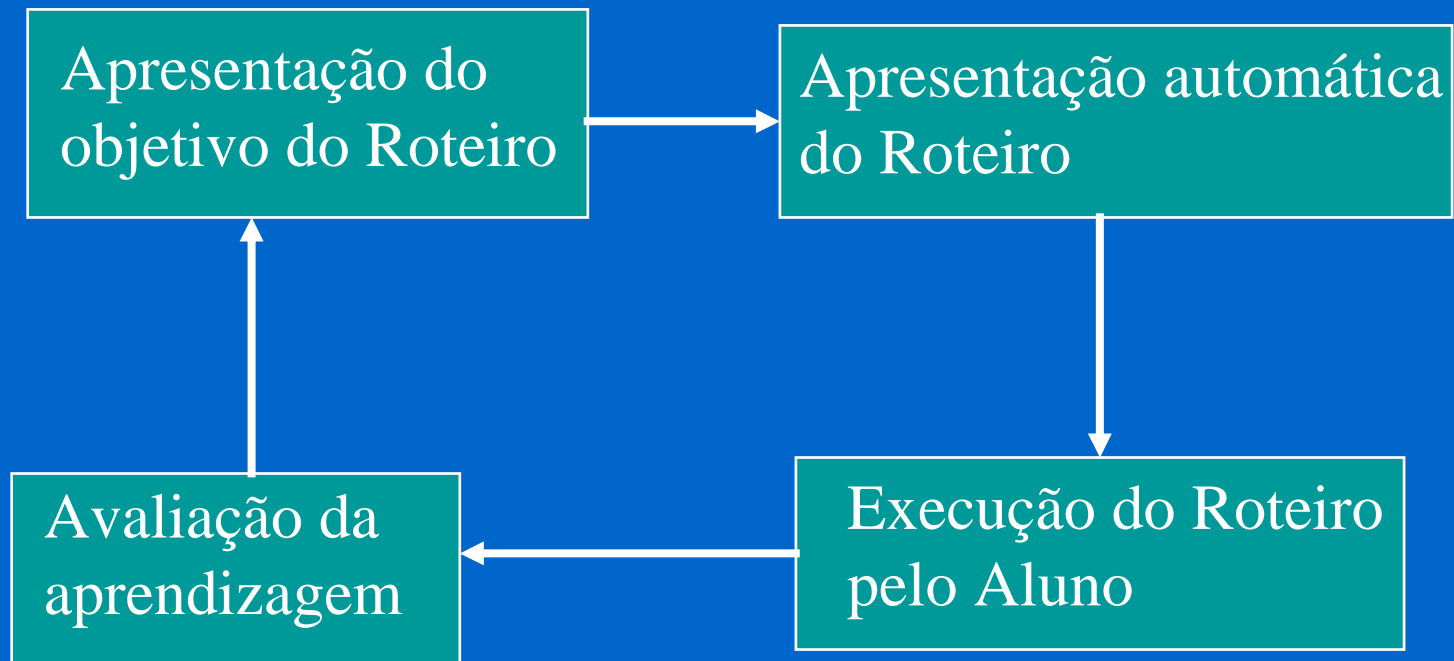 Apresentação do
objetivo do Roteiro
Apresentação automática
do Roteiro
Execução do Roteiro
pelo Aluno
Avaliação da
aprendizagem